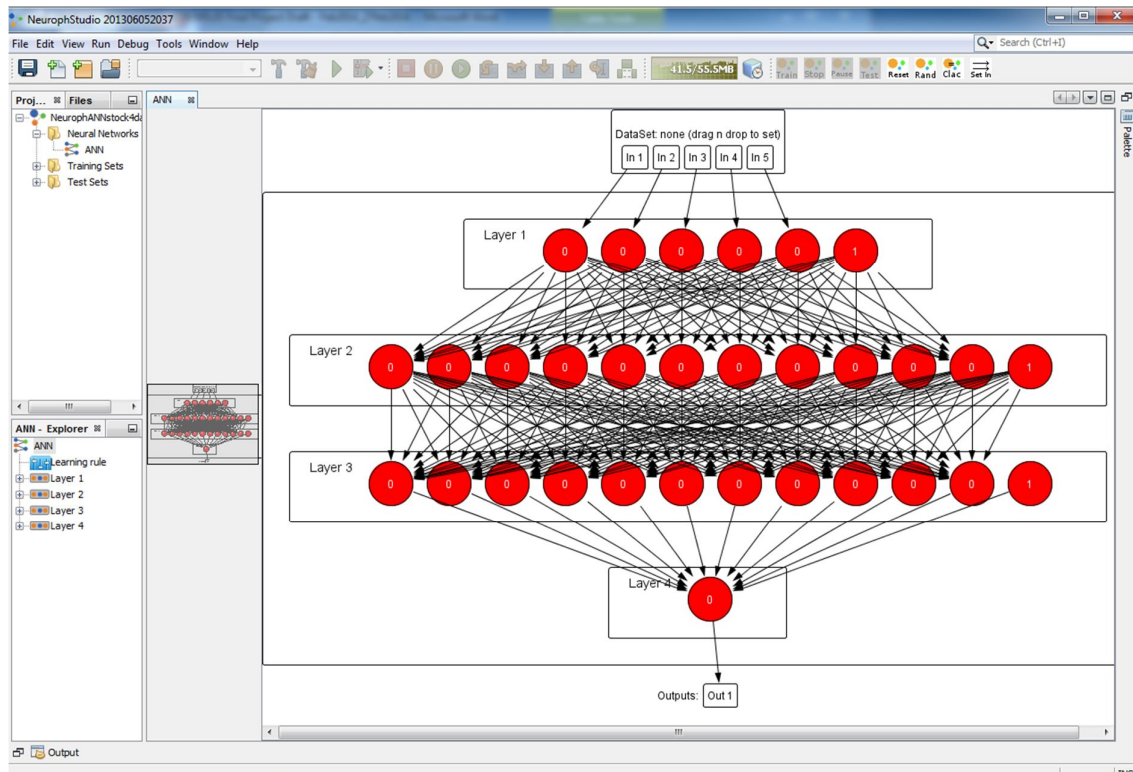 NeurophStudio 201306052037
File Edit View Run Debug Tools Window Help
Search (Ctrl+I)
41.5/55.5MB
Train Stop Pause Test Reset Rand Clac Set In
Proj... Files
ANN
NeurophANNstock4da
Neural Networks
ANN
Training Sets
Test Sets
Palette
DataSet: none (drag n drop to set)
In 1 In 2 In 3 In 4 In 5
Layer 1
0 0 0 0 0 1
Layer 2
0 0 0 0 0 0 0 0 0 0 0 1
Layer 3
0 0 0 0 0 0 0 0 0 0 0 1
Layer 4
0
Outputs: Out 1
ANN - Explorer
ANN
Learning rule
Layer 1
Layer 2
Layer 3
Layer 4
Output